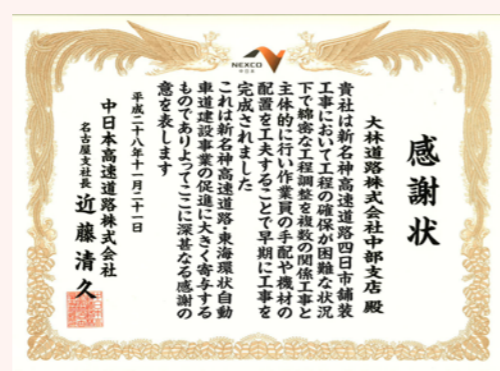 NEXCO
中日本
感謝状
大林道路株式会社中部支店 殿
貴社は新名神高速道路四日市舗装
工事において工程の確保が困難な状況
下で綿密な工程調整を複数の関係工事と
主体的に行い作業員の手配や機材の
配置を工夫することで早期に工事を
完成されました
これは新名神高速道路・東海環状自動
車道建設事業の促進に大きく寄与する
ものでありよってここに深甚なる感謝の
意を表します
平成二十八年十一月二十一日
中日本高速道路株式会社
名古屋支社長 近藤清久